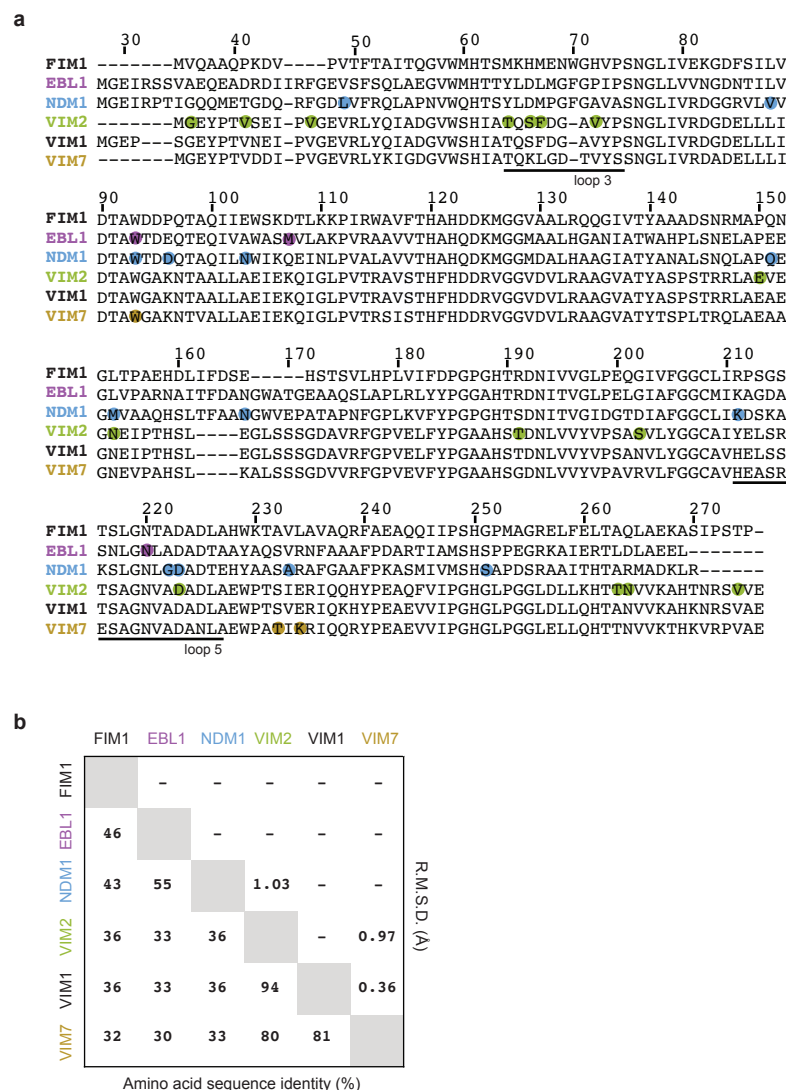 a
30 40 50 60 70 80
FIM1 -------MVQAAQPKDV----PVTFTAITQGVWMHTSMKHMENWGHVPSNGLIVEKGDFSILV
EBL1 MGEIRSSVAEQEADRDIIRFGEVSFSQLAEGVWMHTTYLDLMGFGPIPSNGLLVVNGDNTILV
NDM1 MGEIRPTIGQQMETGDQ-RFGDLVFRQLAPNVWQHTSYLDMPGFGAVASNGLIVRDGGRVLVV
VIM2 -------MGEYPTVSEI-PVGEVRLYQIADGVWSHIATQSFDG-AVYPSNGLIVRDGDELLLI
VIM1 MGEP---SGEYPTVNEI-PVGEVRLYQIADGVWSHIATQSFDGAVYPSNGLIVRDGDELLLI
VIM7 -------MGEYPTVDDI-PVGEVRLYKIGDGVWSHIATQKLGD-TVYSSNGLIVRDADELLLI
loop 3
90 100 110 120 130 140 150
FIM1 DTAWDDPQTAQIIEWSKDTLKKPIRWAVFTHAHDDKMGGVAALRQQGIVTYAAADSNRMAPQN
EBL1 DTAWTDEQTEQIVAWASMVLAKPVRAAVVTHAHQDKMGGMAALHGANIATWAHPLSNELAPEE
NDM1 DTAWTDDQTAQILNWIKQEINLPVALAVVTHAHQDKMGGMDALHAAGIATYANALSNQLAPQE
VIM2 DTAWGAKNTAALLAEIEKQIGLPVTRAVSTHFHDDRVGGVDVLRAAGVATYASPSTRRLAEVE
VIM1 DTAWGAKNTAALLAEIEKQIGLPVTRAVSTHFHDDRVGGVDVLRAAGVATYASPSTRRLAEAE
VIM7 DTAWGAKNTVALLAEIEKQIGLPVTRSISTHFHDDRVGGVDVLRAAGVATYTSPLTRQLAEAA
160 170 180 190 200 210
FIM1 GLTPAEHDLIFDSE-----HSTSVLHPLVIFDPGPGHTRDNIVVGLPEQGIVFGGCLIRPSGS
EBL1 GLVPARNAITFDANGWATGEAAQSLAPLRLYYPGGAHTRDNITVGLPELGIAFGGCMIKAGDA
NDM1 GMVAAQHSLTFAANGWVEPATAPNFGPLKVFYPGPGHTSDNITVGIDGTDIAFGGCLIKDSKA
VIM2 GNEIPTHSL----EGLSSSGDAVRFGPVELFYPGAAHSTDNLVVYVPSASVLYGGCAIYELSR
VIM1 GNEIPTHSL----EGLSSSGDAVRFGPVELFYPGAAHSTDNLVVYVPSANVLYGGCAVHELSS
VIM7 GNEVPAHSL----KALSSSGDVVRFGPVEVFYPGAAHSGDNLVVYVPAVRVLFGGCAVHEASR
220 230 240 250 260 270
FIM1 TSLGNTADADLAHWKTAVLAVAQRFAEAQQIIPSHGPMAGRELFELTAQLAEKASIPSTP-
EBL1 SNLGNLADADTAAYAQSVRNFAAAFPDARTIAMSHSPPEGRKAIERTLDLAEEL------
NDM1 KSLGNLGDADTEHYAASARAFGAAFPKASMIVMSHSAPDSRAAITHTARMADKLR-----
VIM2 TSAGNVADADLAEWPTSIERIQQHYPEAQFVIPGHGLPGGLDLLKHTTNVVKAHTNRSVVE
VIM1 TSAGNVADADLAEWPTSVERIQKHYPEAEVVIPGHGLPGGLDLLQHTANVVKAHKNRSVAE
VIM7 ESAGNVADANLAEWPATIKRIQQRYPEAEVVIPGHGLPGGLELLQHTTNVVKTHKVRPVAE
loop 5
b
FIM1 EBL1 NDM1 VIM2 VIM1 VIM7
FIM1 – – – – –
EBL1 46 – – – –
NDM1 43 55 1.03 – –
VIM2 36 33 36 – 0.97
VIM1 36 33 36 94 0.36
VIM7 32 30 33 80 81
R.M.S.D. (Å)
Amino acid sequence identity (%)